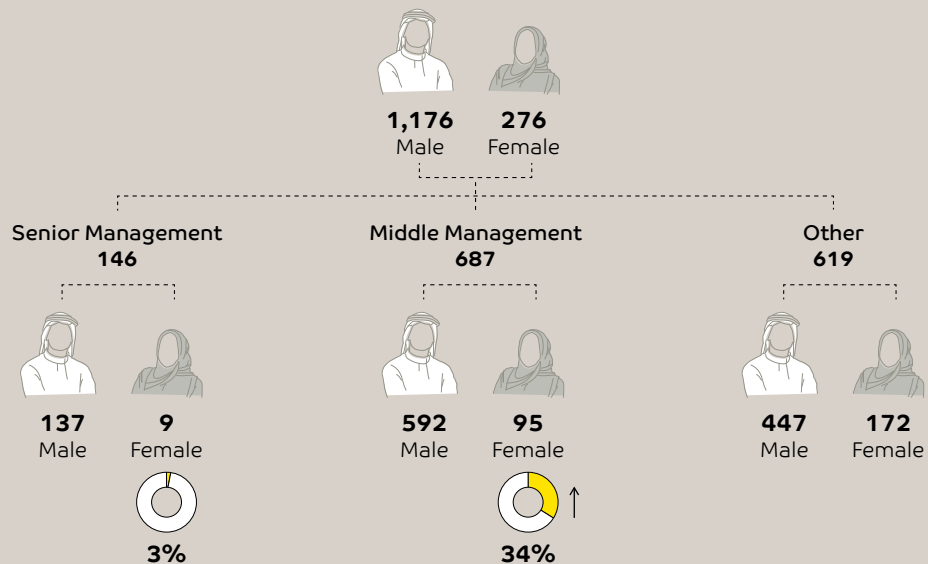 1,176 276
Male Female
Senior Management Middle Management Other
146 687 619
137 9 592 95 447 172
Male Female Male Female Male Female
3% 34%